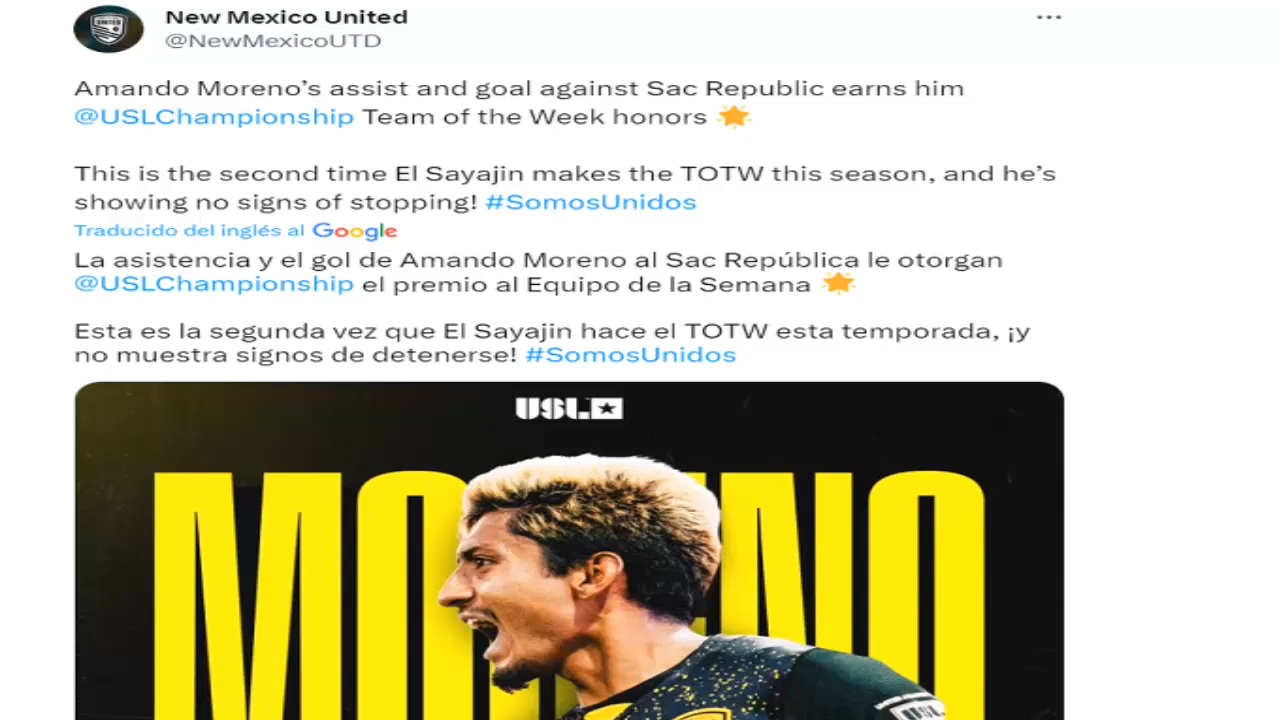 New Mexico United
@NewMexicoUTD
Amando Moreno’s assist and goal against Sac Republic earns him
@USLChampionship Team of the Week honors
This is the second time El Sayajin makes the TOTW this season, and he’s
showing no signs of stopping! #SomosUnidos
Traducido del inglés al Google
La asistencia y el gol de Amando Moreno al Sac República le otorgan
@USLChampionship el premio al Equipo de la Semana
Esta es la segunda vez que El Sayajin hace el TOTW esta temporada, ¡y
no muestra signos de detenerse! #SomosUnidos
USL
MORENO
USL